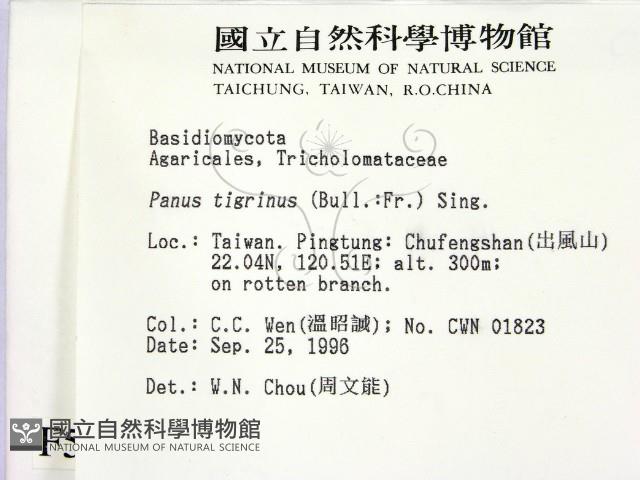 國立自然科學博物館
NATIONAL MUSEUM OF NATURAL SCIENCE
TAICHUNG, TAIWAN, R.O.CHINA
Basidiomycota
Agaricales, Tricholomataceae
Panus tigrinus (Bull.:Fr.) Sing.
Loc.: Taiwan. Pingtung: Chufengshan(出風山)
22.04N, 120.51E; alt. 300m;
on rotten branch.
Col.: C.C. Wen(溫昭誠); No. CWN 01823
Date: Sep. 25, 1996
Det.: W.N. Chou(周文能)
國立自然科學博物館
NATIONAL MUSEUM OF NATURAL SCIENCE